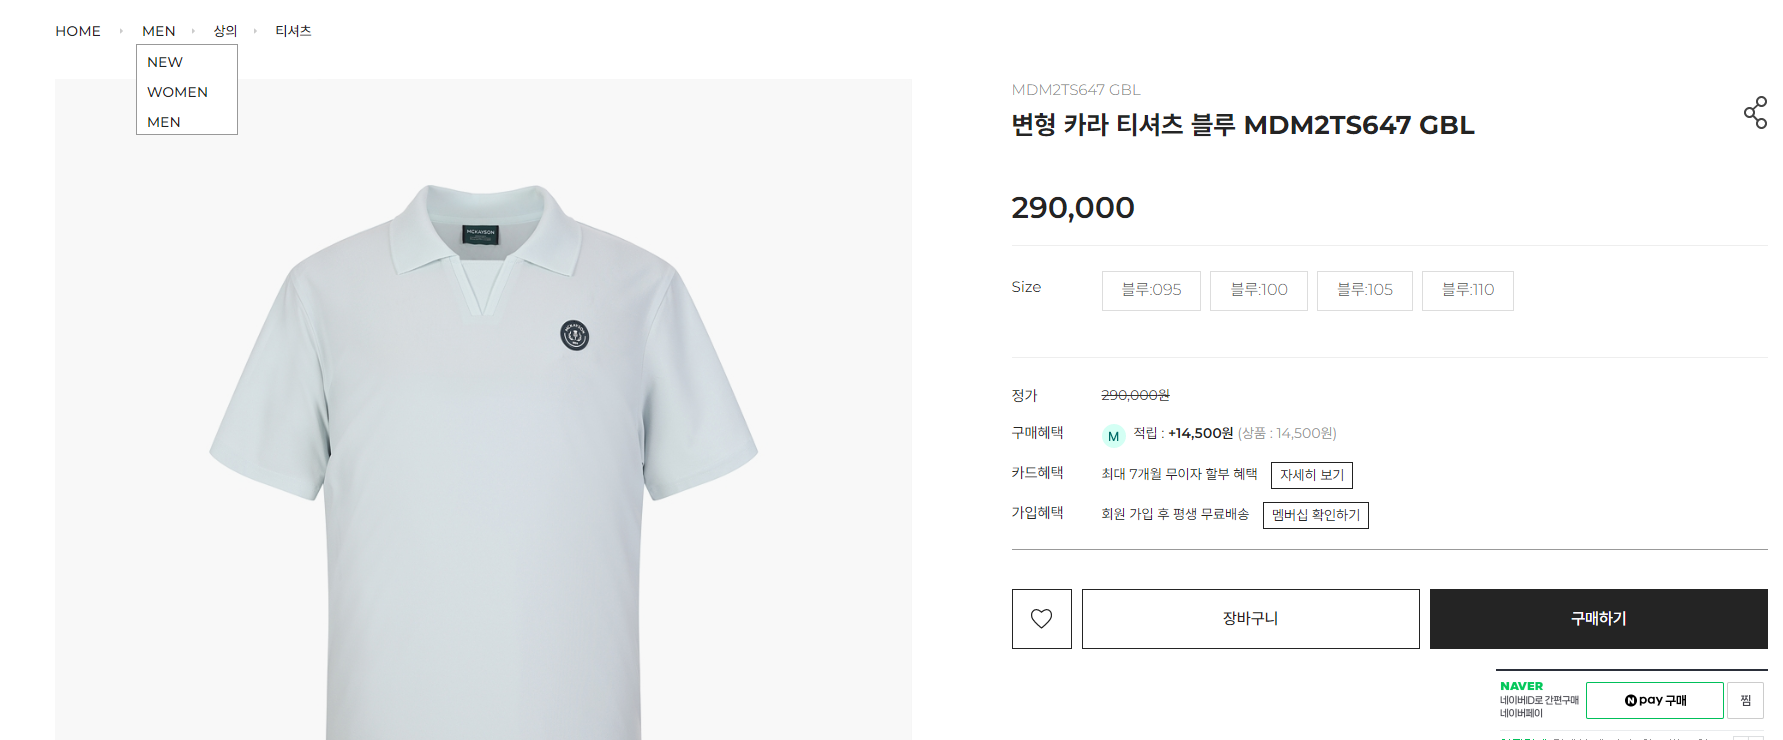 HOME MEN 상의 티셔츠
NEW
WOMEN
MEN
MCKAYSON
MCKAYSON
MDM2TS647 GBL
변형 카라 티셔츠 블루 MDM2TS647 GBL
290,000
Size 블루:095 블루:100 블루:105 블루:110
정가 290,000원
구매혜택 M 적립 : +14,500원 (상품 : 14,500원)
카드혜택 최대 7개월 무이자 할부 혜택 자세히 보기
가입혜택 회원 가입 후 평생 무료배송 멤버십 확인하기
장바구니 구매하기
NAVER
네이버ID로 간편구매
네이버페이
N pay 구매 찜